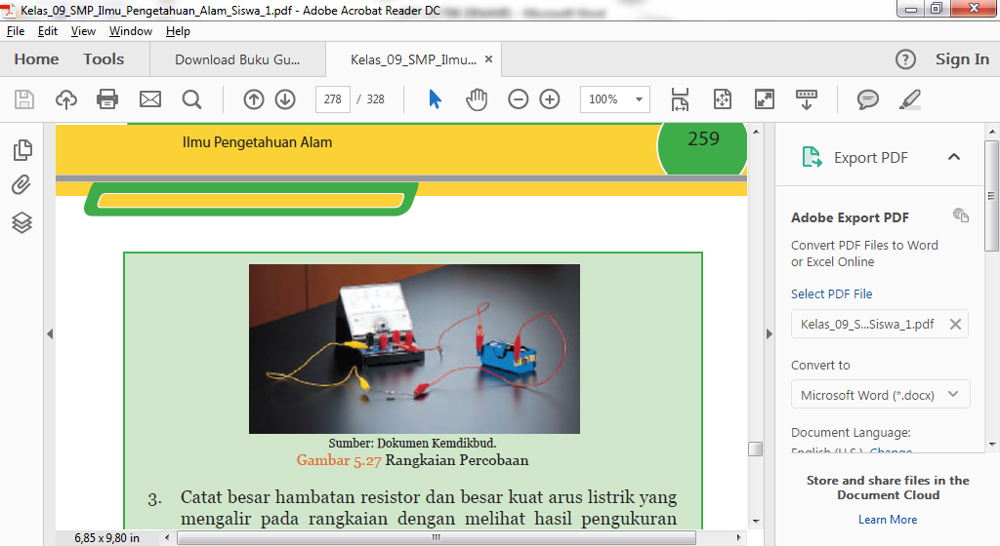 Kelas_09_SMP_Ilmu_Pengetahuan_Alam_Siswa_1.pdf - Adobe Acrobat Reader DC
File Edit View Window Help
Home Tools Download Buku Gu... Kelas_09_SMP_Ilmu... × Sign In
278 / 328 100%
Ilmu Pengetahuan Alam 259
Sumber: Dokumen Kemdikbud.
Gambar 5.27 Rangkaian Percobaan
3. Catat besar hambatan resistor dan besar kuat arus listrik yang
mengalir pada rangkaian dengan melihat hasil pengukuran
6,85 x 9,80 in
Export PDF
Adobe Export PDF
Convert PDF Files to Word
or Excel Online
Select PDF File
Kelas_09_S...Siswa_1.pdf
Convert to
Microsoft Word (*.docx)
Document Language:
English (U.S.) Change
Store and share files in the
Document Cloud
Learn More